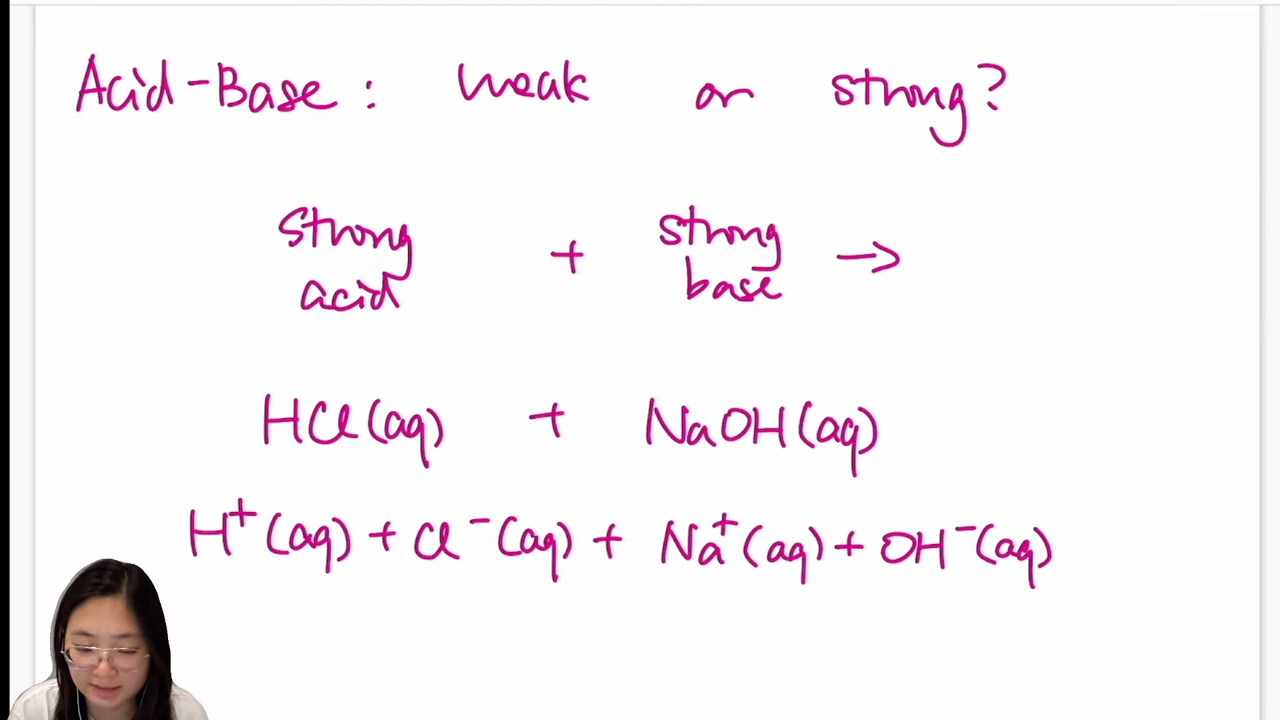 Acid-Base: weak or strong?
strong acid + strong base →
HCl(aq) + NaOH(aq)
H⁺(aq) + Cl⁻(aq) + Na⁺(aq) + OH⁻(aq)